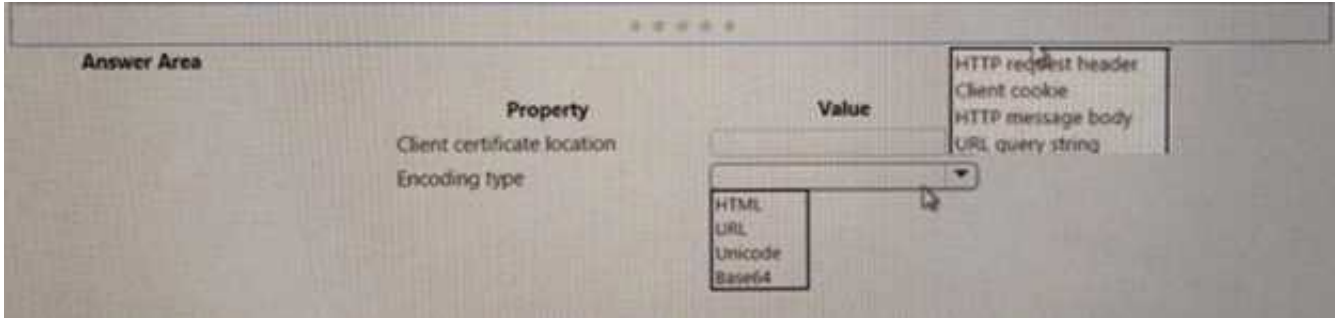 Answer Area
HTTP request header
Client cookie
HTTP message body
URL query string
Property Value
Client certificate location
Encoding type
HTML
URL
Unicode
Base64